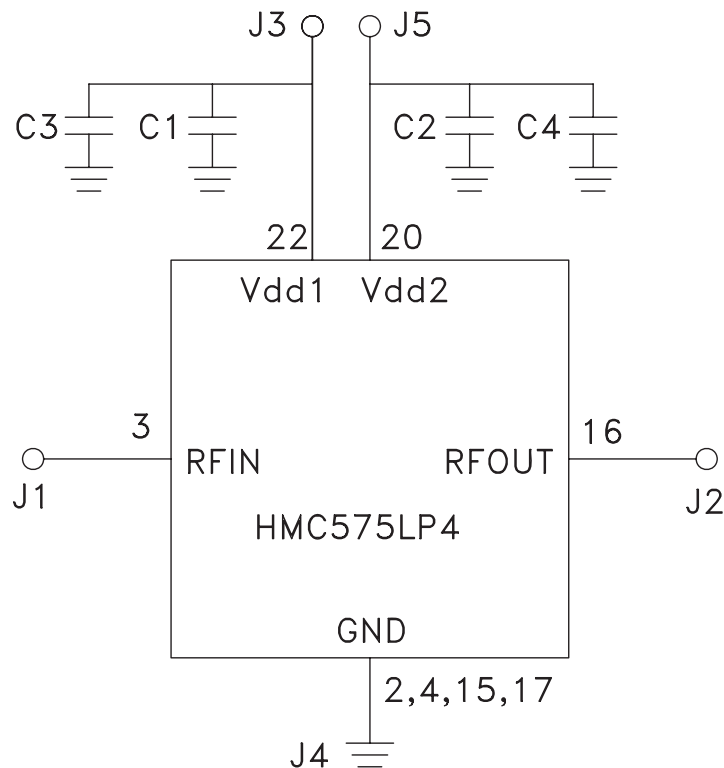 J3 J5
C3 C1 C2 C4
22 20
Vdd1 Vdd2
3 16
RFIN RFOUT
J1 J2
HMC575LP4
GND
2,4,15,17
J4